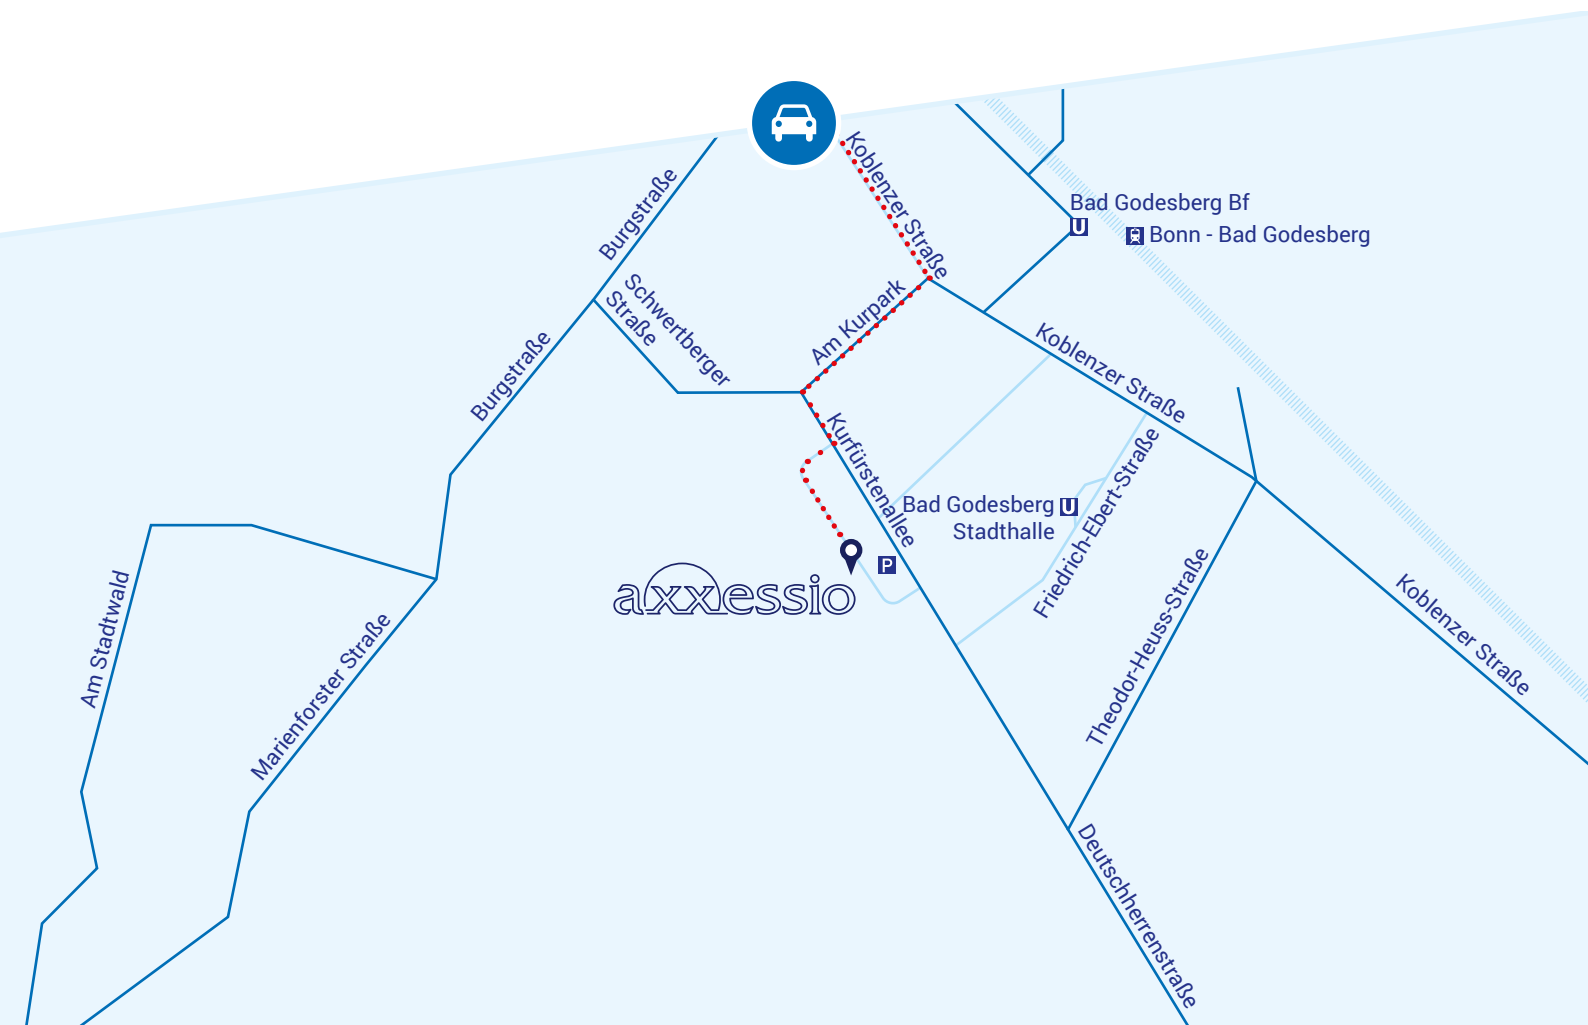 Koblenzer Straße
Burgstraße
Bad Godesberg Bf
U
Bonn - Bad Godesberg
Schwertberger
Straße
Am Kurpark
Koblenzer Straße
Burgstraße
Kurfürstenallee
Bad Godesberg U
Stadthalle
Friedrich-Ebert-Straße
P
axxessio
Theodor-Heuss-Straße
Koblenzer Straße
Am Stadtwald
Marienforster Straße
Deutschherrenstraße